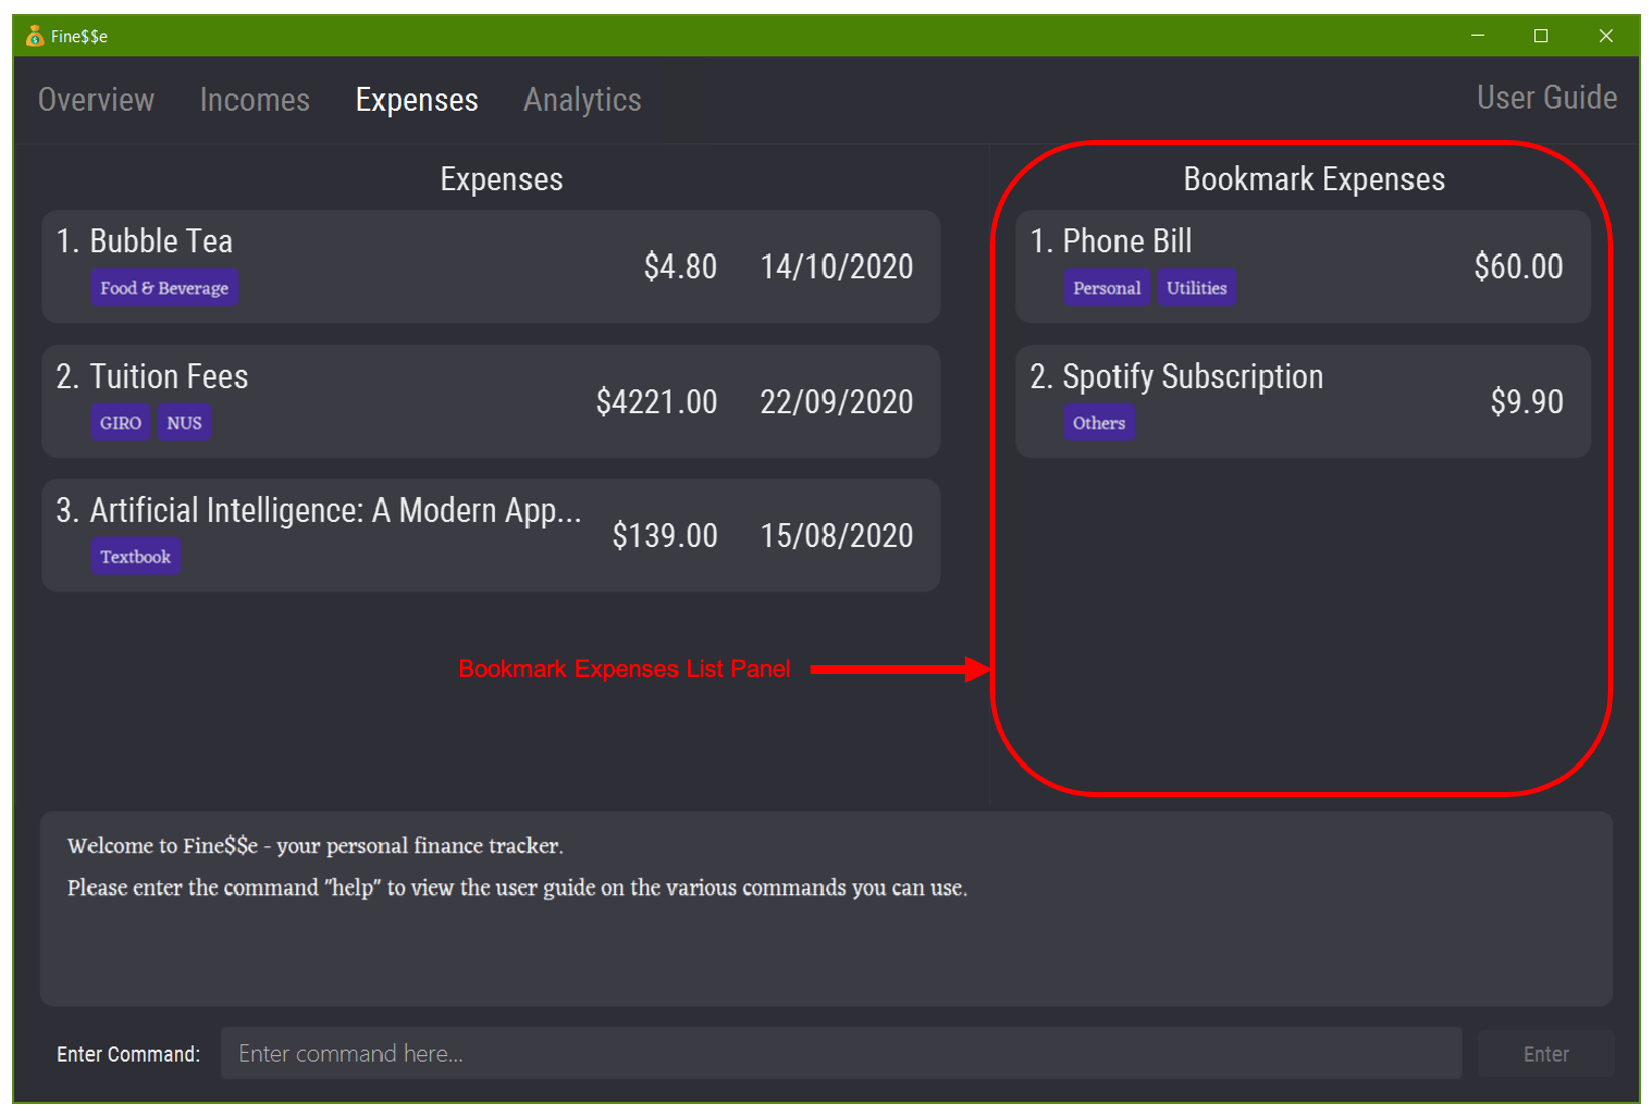 Fine$$e
Overview Incomes Expenses Analytics User Guide
Expenses
1. Bubble Tea
Food & Beverage
$4.80 14/10/2020
2. Tuition Fees
GIRO NUS
$4221.00 22/09/2020
3. Artificial Intelligence: A Modern App...
Textbook
$139.00 15/08/2020
Bookmark Expenses
1. Phone Bill
Personal Utilities
$60.00
2. Spotify Subscription
Others
$9.90
Bookmark Expenses List Panel
Welcome to Fine$$e - your personal finance tracker.
Please enter the command "help" to view the user guide on the various commands you can use.
Enter Command: Enter command here... Enter